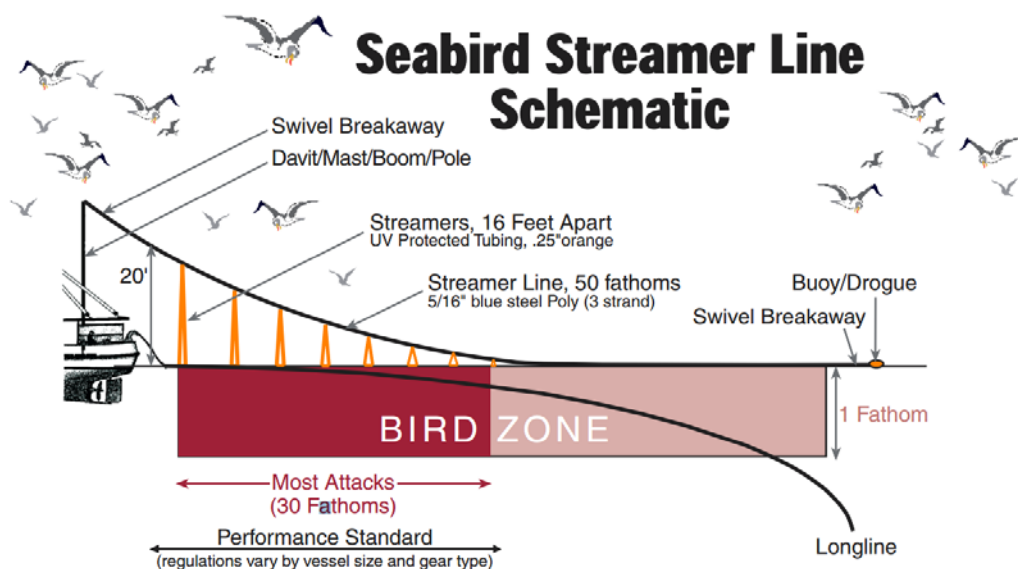 Seabird Streamer Line
Schematic
Swivel Breakaway
Davit/Mast/Boom/Pole
Streamers, 16 Feet Apart
UV Protected Tubing, .25"orange
20'
Streamer Line, 50 fathoms
5/16" blue steel Poly (3 strand)
Buoy/Drogue
Swivel Breakaway
BIRD ZONE
1 Fathom
Most Attacks
(30 Fathoms)
Performance Standard
(regulations vary by vessel size and gear type)
Longline